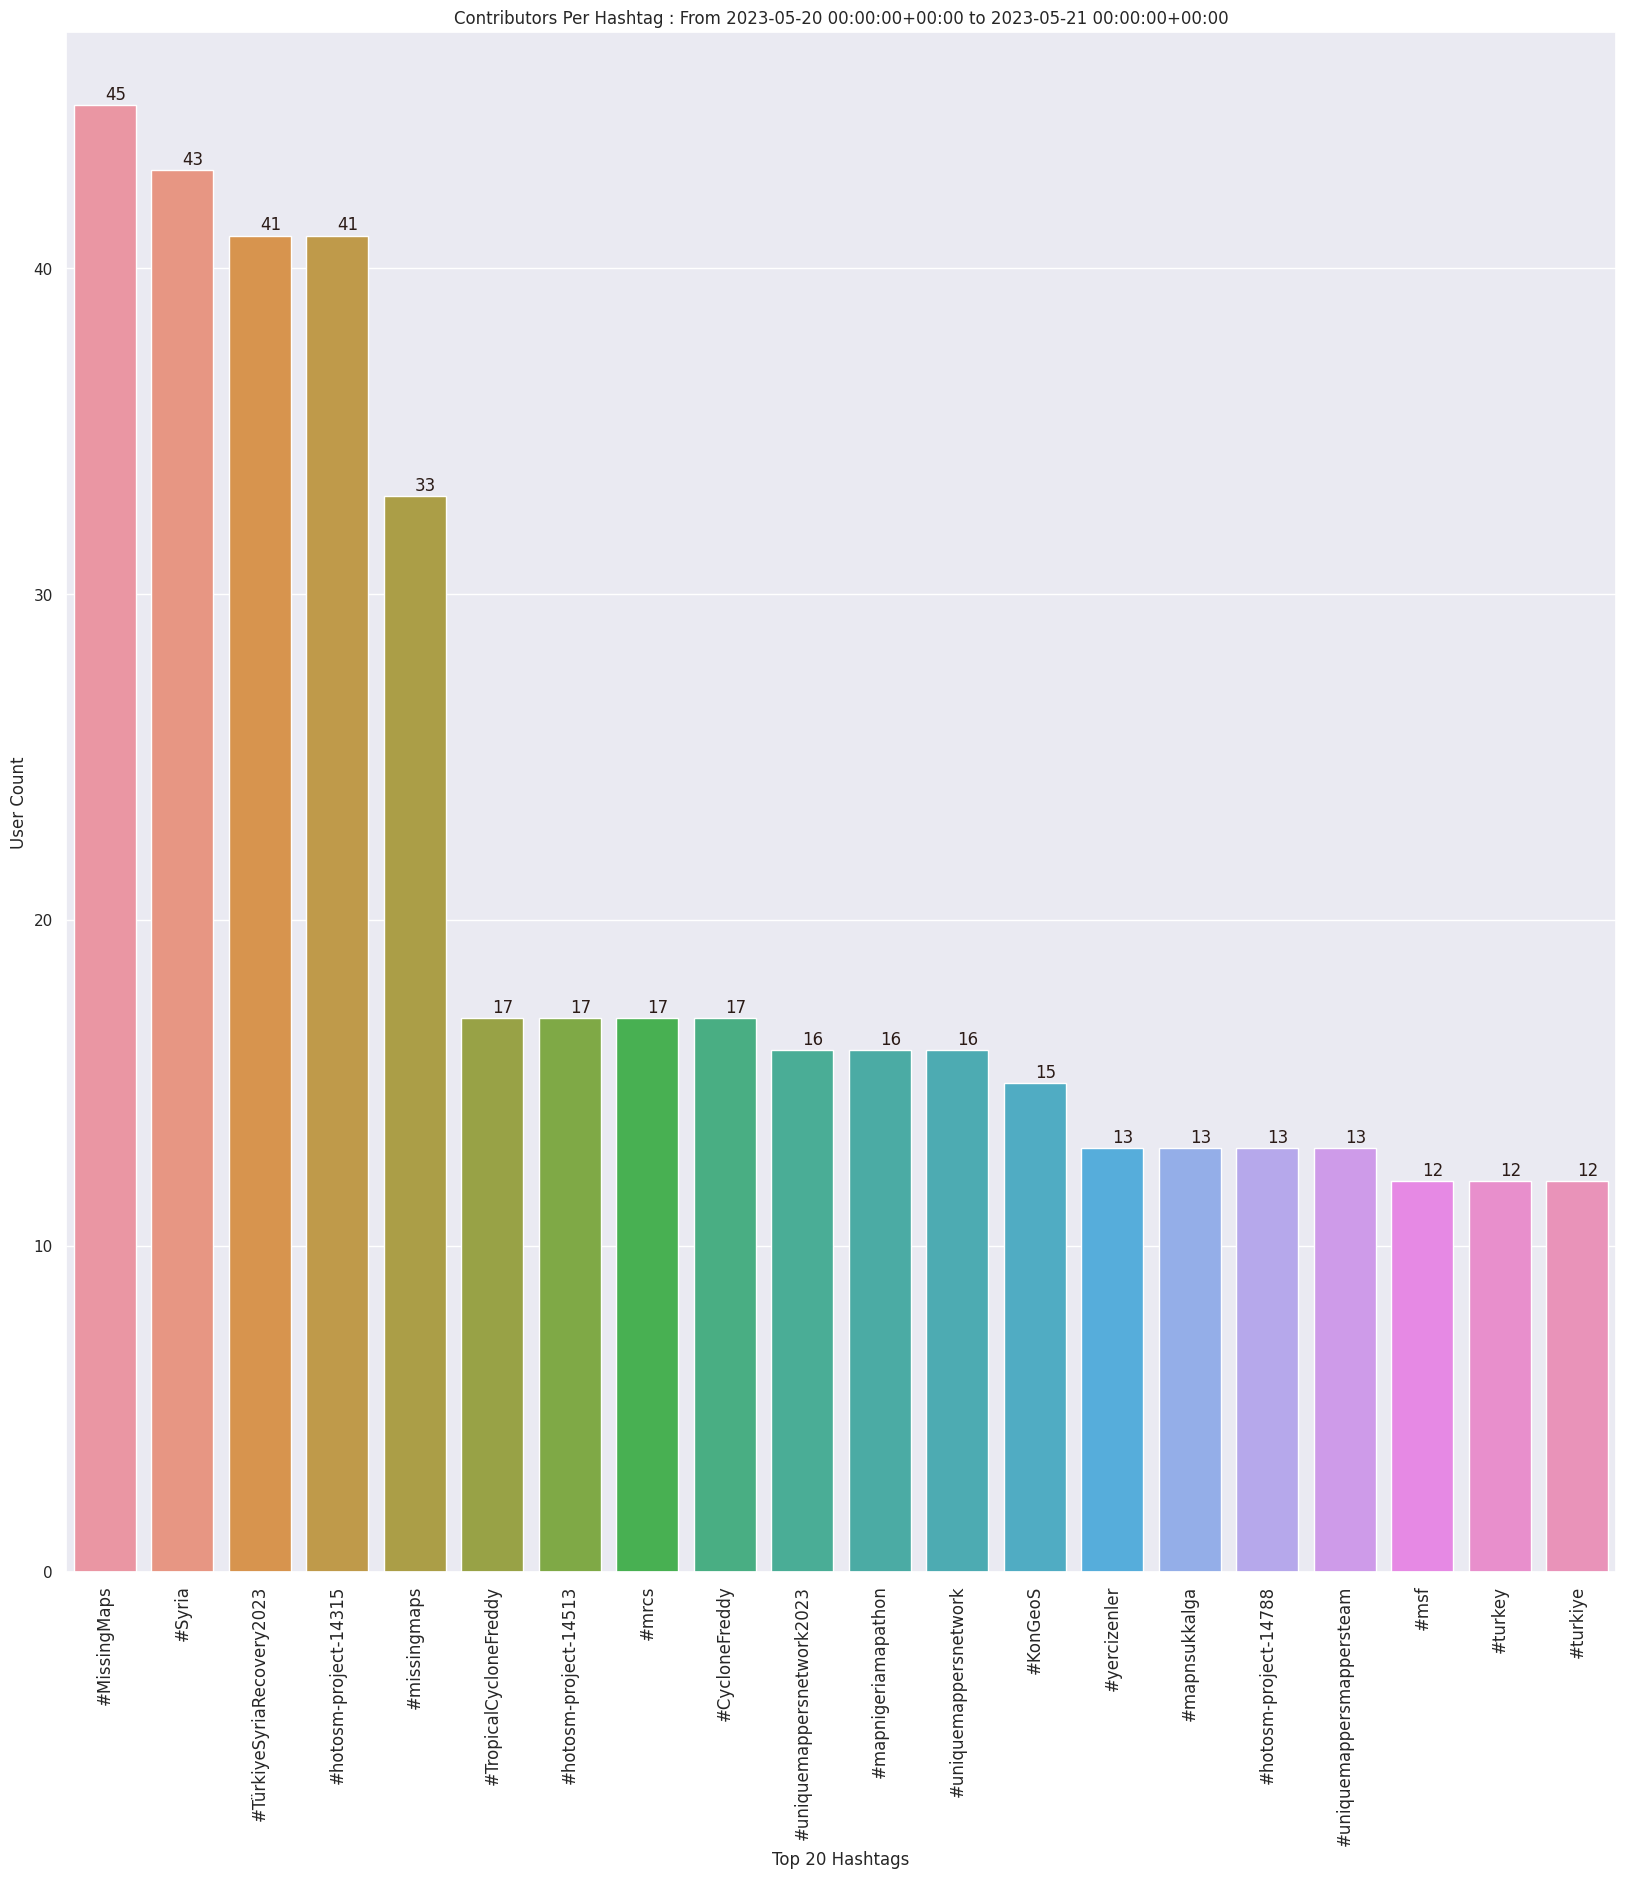 Contributors Per Hashtag : From 2023-05-20 00:00:00+00:00 to 2023-05-21 00:00:00+00:00
45
43
41
41
33
17
17
17
17
16
16
16
15
13
13
13
13
12
12
12
40
30
20
10
0
User Count
#MissingMaps
#Syria
#TürkiyeSyriaRecovery2023
#hotosm-project-14315
#missingmaps
#TropicalCycloneFreddy
#hotosm-project-14513
#mrcs
#CycloneFreddy
#uniquemappersnetwork2023
#mapnigeriamapathon
#uniquemappersnetwork
#KonGeoS
#yercizenler
#mapnsukkalga
#hotosm-project-14788
#uniquemappersmappersteam
#msf
#turkey
#turkiye
Top 20 Hashtags